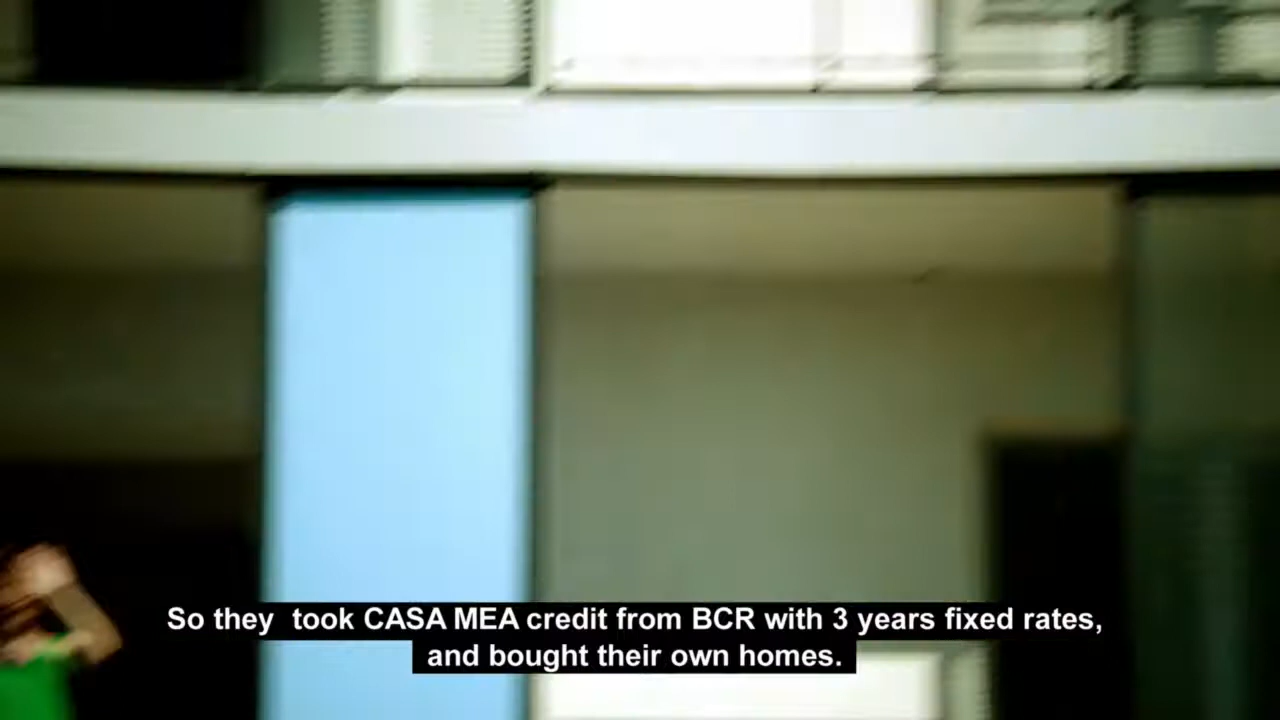 So they  took CASA MEA credit from BCR with 3 years fixed rates,
and bought their own homes.